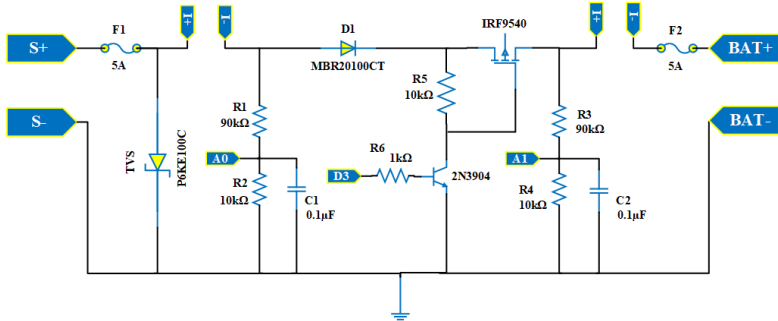 I+
I-
I+
I-
F1
D1
IRF9540
F2
S+
BAT+
5A
MBR20100CT
5A
R5
10kΩ
R1
90kΩ
R3
90kΩ
S-
BAT-
TVS
P6KE100C
A0
R6
1kΩ
A1
D3
2N3904
R2
10kΩ
C1
0.1μF
R4
10kΩ
C2
0.1μF